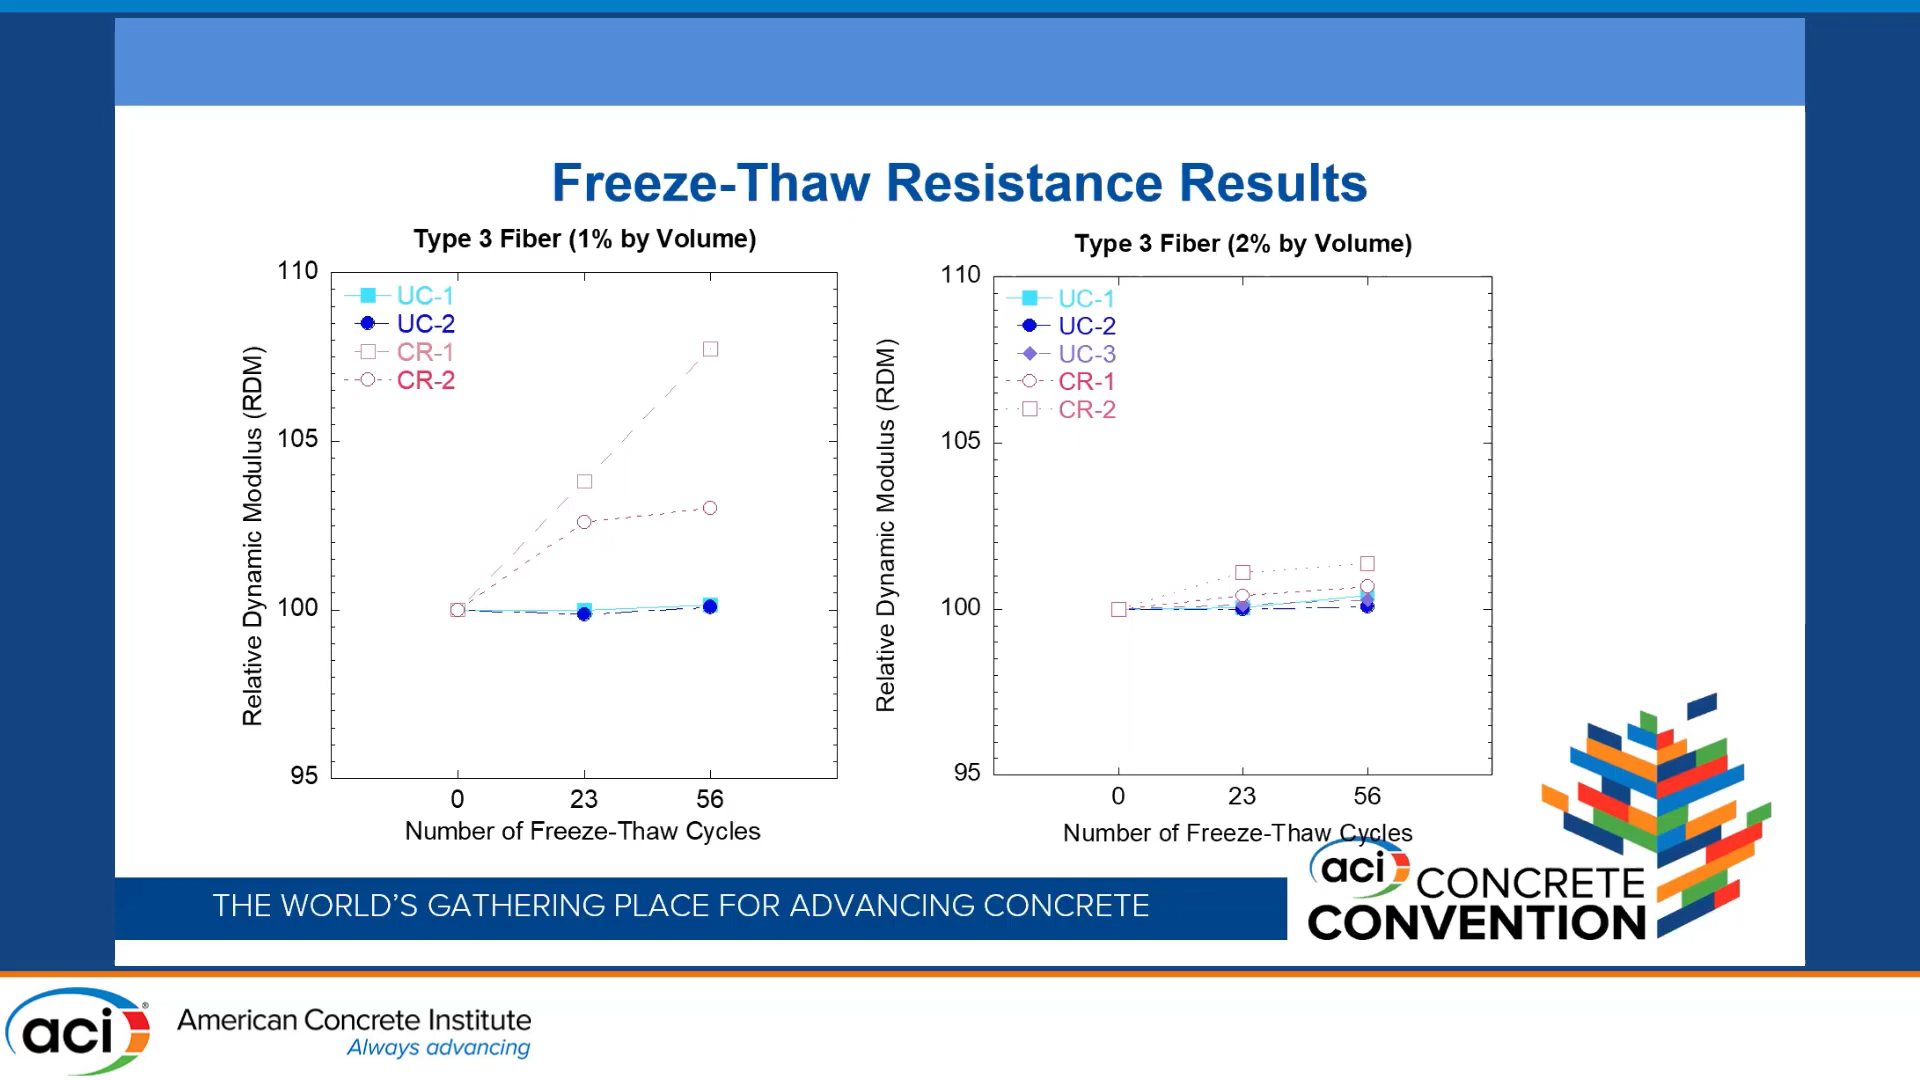 Freeze-Thaw Resistance Results
Type 3 Fiber (1% by Volume)
110
105
100
95
Relative Dynamic Modulus (RDM)
UC-1
UC-2
CR-1
CR-2
0 23 56
Number of Freeze-Thaw Cycles
Type 3 Fiber (2% by Volume)
110
105
100
95
Relative Dynamic Modulus (RDM)
UC-1
UC-2
UC-3
CR-1
CR-2
0 23 56
Number of Freeze-Thaw Cycles
THE WORLD'S GATHERING PLACE FOR ADVANCING CONCRETE
aci CONCRETE
CONVENTION
aci®
American Concrete Institute
Always advancing